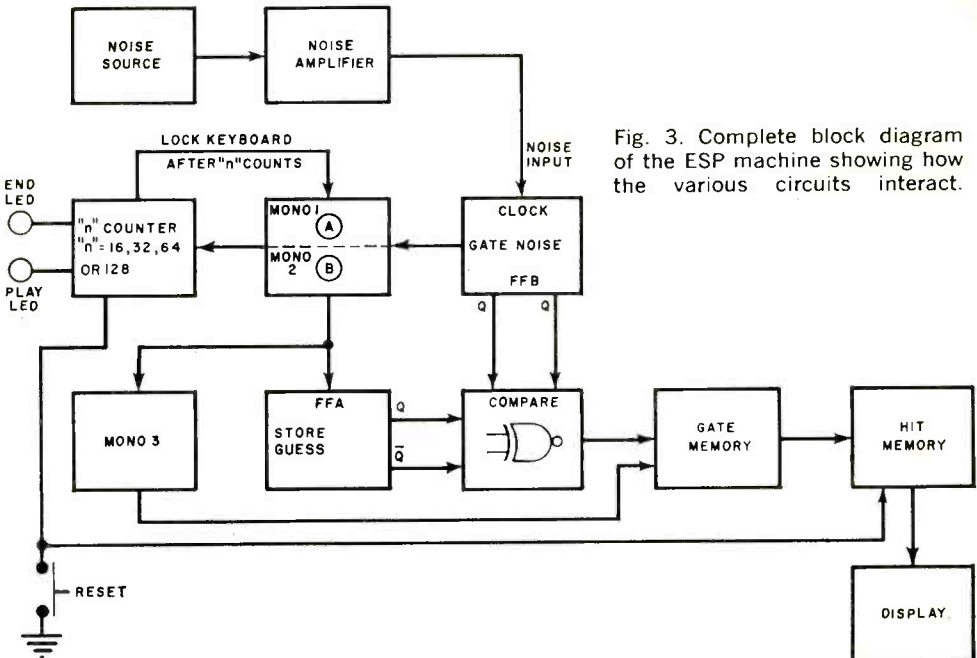 NOISE
SOURCE
NOISE
AMPLIFIER
Fig. 3. Complete block diagram
of the ESP machine showing how
the various circuits interact.
LOCK KEYBOARD
AFTER "n" COUNTS
NOISE
INPUT
END
LED
PLAY
LED
"n" COUNTER
"n" = 16, 32, 64
OR 128
MONO 1
A
MONO
2
B
CLOCK
GATE NOISE
FFB
Q
Q
MONO 3
FFA
STORE
GUESS
Q
Q̅
COMPARE
GATE
MEMORY
HIT
MEMORY
RESET
DISPLAY